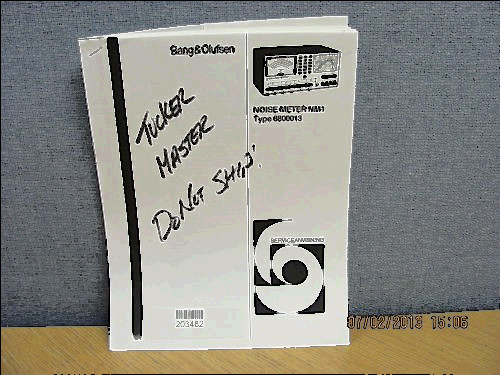 Bang&Olufsen
NOISE METER NM1
Type 6800013
TUCKER
MASTER
DO NOT SHIP!
SERVICEANVISNING
203482
07/02/2013 15:06